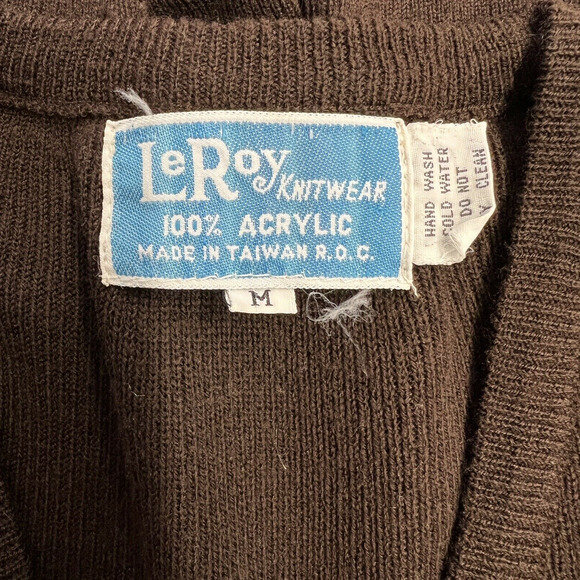 LeRoy KNITWEAR
100% ACRYLIC
MADE IN TAIWAN R.O.C.
M
HAND WASH
COLD WATER
DO NOT
CLEAN